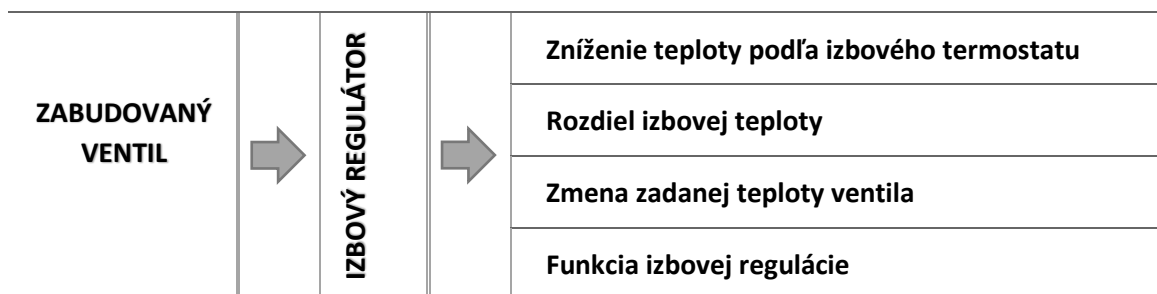 ZABUDOVANÝ
VENTIL
IZBOVÝ REGULÁTOR
Zníženie teploty podľa izbového termostatu
Rozdiel izbovej teploty
Zmena zadanej teploty ventila
Funkcia izbovej regulácie